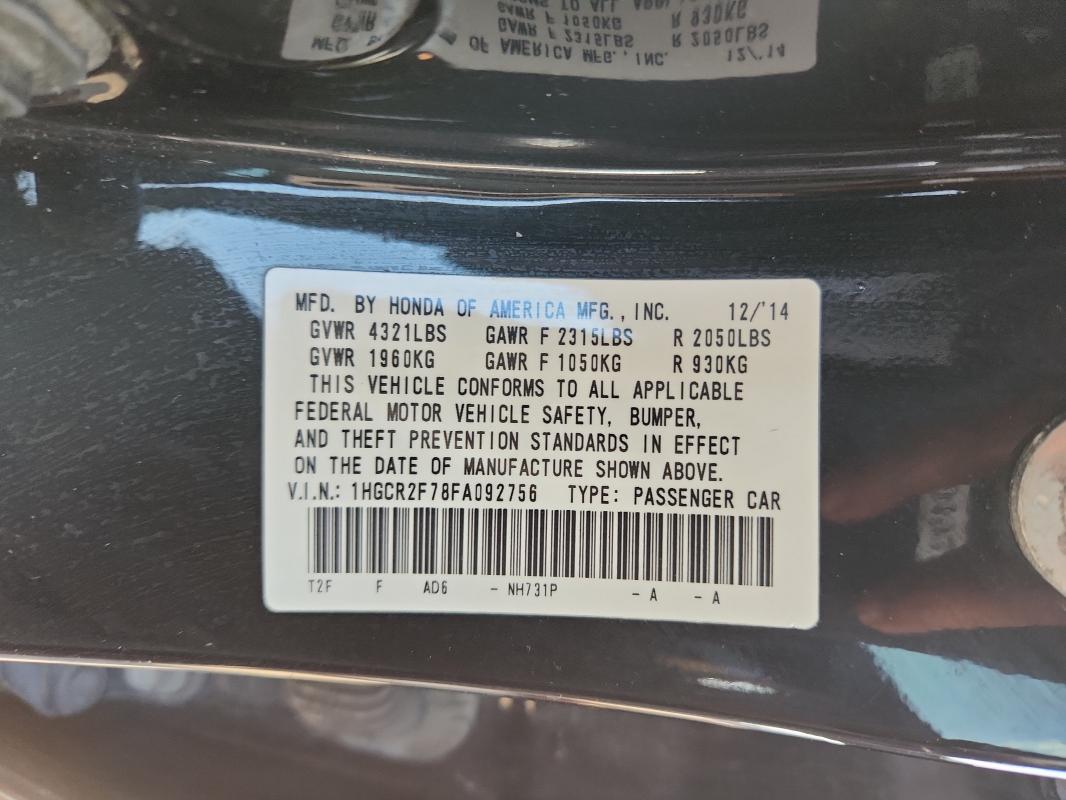 MFD. BY HONDA OF AMERICA MFG., INC. 12/'14
GVWR 4321LBS GAWR F 2315LBS R 2050LBS
GVWR 1960KG GAWR F 1050KG R 930KG
THIS VEHICLE CONFORMS TO ALL APPLICABLE
FEDERAL MOTOR VEHICLE SAFETY, BUMPER,
AND THEFT PREVENTION STANDARDS IN EFFECT
ON THE DATE OF MANUFACTURE SHOWN ABOVE.
V.I.N.: 1HGCR2F78FA092756 TYPE: PASSENGER CAR
T2F F AD6 - NH731P - A - A